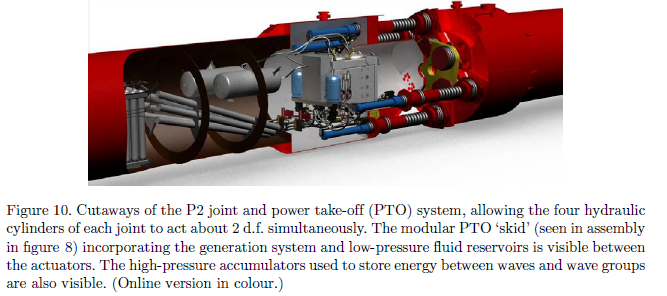 Figure 10. Cutaways of the P2 joint and power take-off (PTO) system, allowing the four hydraulic
cylinders of each joint to act about 2 d.f. simultaneously. The modular PTO ‘skid’ (seen in assembly
in figure 8) incorporating the generation system and low-pressure fluid reservoirs is visible between
the actuators. The high-pressure accumulators used to store energy between waves and wave groups
are also visible. (Online version in colour.)